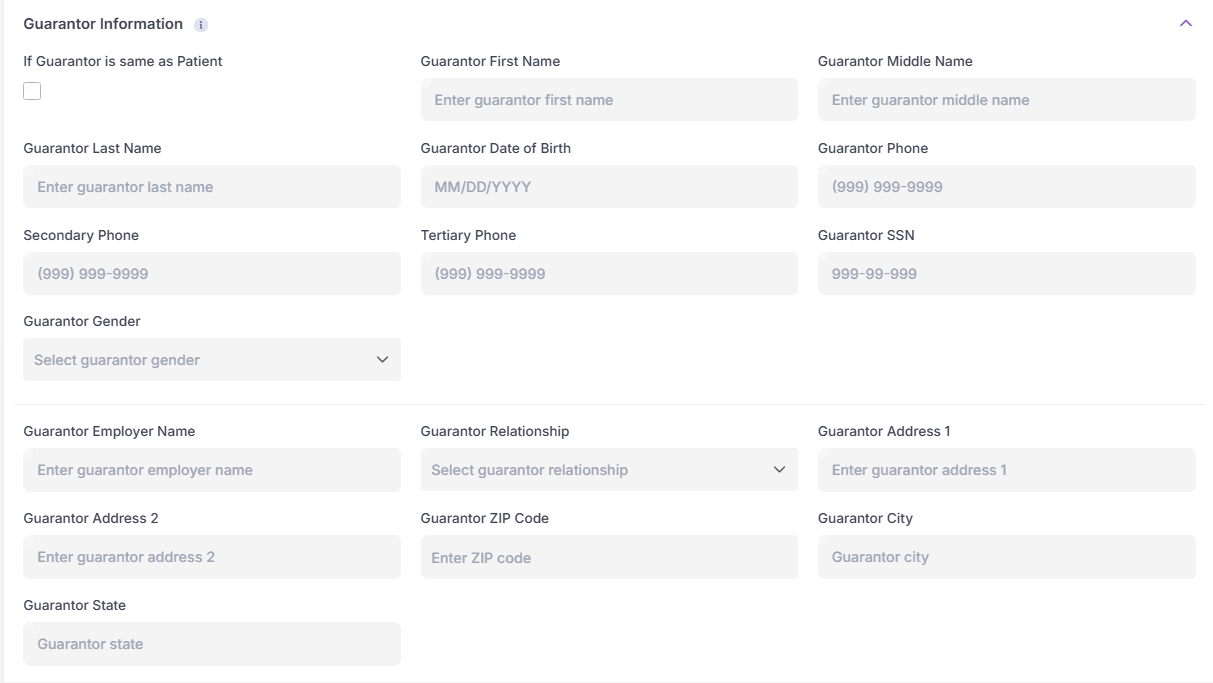 Guarantor Information i
If Guarantor is same as Patient
Guarantor First Name
Enter guarantor first name
Guarantor Middle Name
Enter guarantor middle name
Guarantor Last Name
Enter guarantor last name
Guarantor Date of Birth
MM/DD/YYYY
Guarantor Phone
(999) 999-9999
Secondary Phone
(999) 999-9999
Tertiary Phone
(999) 999-9999
Guarantor SSN
999-99-999
Guarantor Gender
Select guarantor gender
Guarantor Employer Name
Enter guarantor employer name
Guarantor Relationship
Select guarantor relationship
Guarantor Address 1
Enter guarantor address 1
Guarantor Address 2
Enter guarantor address 2
Guarantor ZIP Code
Enter ZIP code
Guarantor City
Guarantor city
Guarantor State
Guarantor state